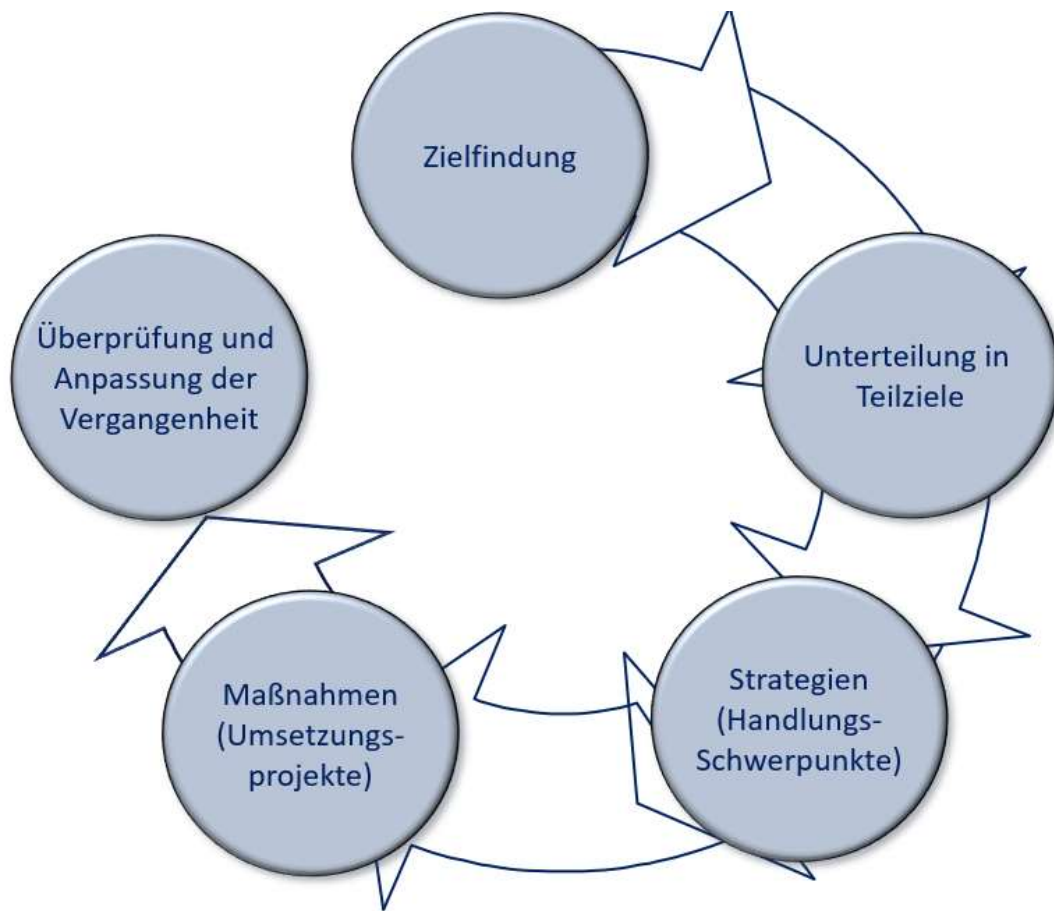 Zielfindung
Unterteilung in
Teilziele
Strategien
(Handlungs-
Schwerpunkte)
Maßnahmen
(Umsetzungs-
projekte)
Überprüfung und
Anpassung der
Vergangenheit